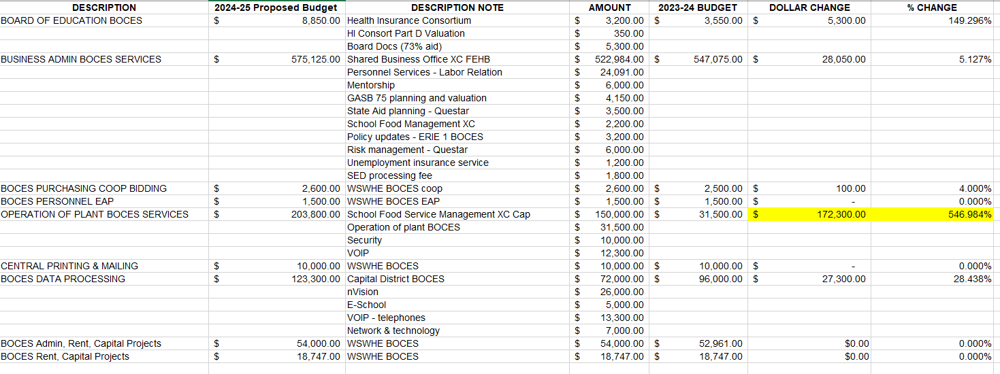 DESCRIPTION 2024-25 Proposed Budget DESCRIPTION NOTE AMOUNT 2023-24 BUDGET DOLLAR CHANGE % CHANGE
BOARD OF EDUCATION BOCES $ 8,850.00 Health Insurance Consortium $ 3,200.00 $ 3,550.00 $ 5,300.00 149.296%
HI Consort Part D Valuation $ 350.00
Board Docs (73% aid) $ 5,300.00
BUSINESS ADMIN BOCES SERVICES $ 575,125.00 Shared Business Office XC FEHB $ 522,984.00 $ 547,075.00 $ 28,050.00 5.127%
Personnel Services - Labor Relation $ 24,091.00
Mentorship $ 6,000.00
GASB 75 planning and valuation $ 4,150.00
State Aid planning - Questar $ 3,500.00
School Food Management XC $ 2,200.00
Policy updates - ERIE 1 BOCES $ 3,200.00
Risk management - Questar $ 6,000.00
Unemployment insurance service $ 1,200.00
SED processing fee $ 1,800.00
BOCES PURCHASING COOP BIDDING $ 2,600.00 WSWHE BOCES coop $ 2,600.00 $ 2,500.00 $ 100.00 4.000%
BOCES PERSONNEL EAP $ 1,500.00 WSWHE BOCES EAP $ 1,500.00 $ 1,500.00 $ - 0.000%
OPERATION OF PLANT BOCES SERVICES $ 203,800.00 School Food Service Management XC Cap $ 150,000.00 $ 31,500.00 $ 172,300.00 546.984%
Operation of plant BOCES $ 31,500.00
Security $ 10,000.00
VOIP $ 12,300.00
CENTRAL PRINTING & MAILING $ 10,000.00 WSWHE BOCES $ 10,000.00 $ 10,000.00 $ - 0.000%
BOCES DATA PROCESSING $ 123,300.00 Capital District BOCES $ 72,000.00 $ 96,000.00 $ 27,300.00 28.438%
nVision $ 26,000.00
E-School $ 5,000.00
VOIP - telephones $ 13,300.00
Network & technology $ 7,000.00
BOCES Admin, Rent, Capital Projects $ 54,000.00 WSWHE BOCES $ 54,000.00 $ 52,961.00 $0.00 0.000%
BOCES Rent, Capital Projects $ 18,747.00 WSWHE BOCES $ 18,747.00 $ 18,747.00 $0.00 0.000%